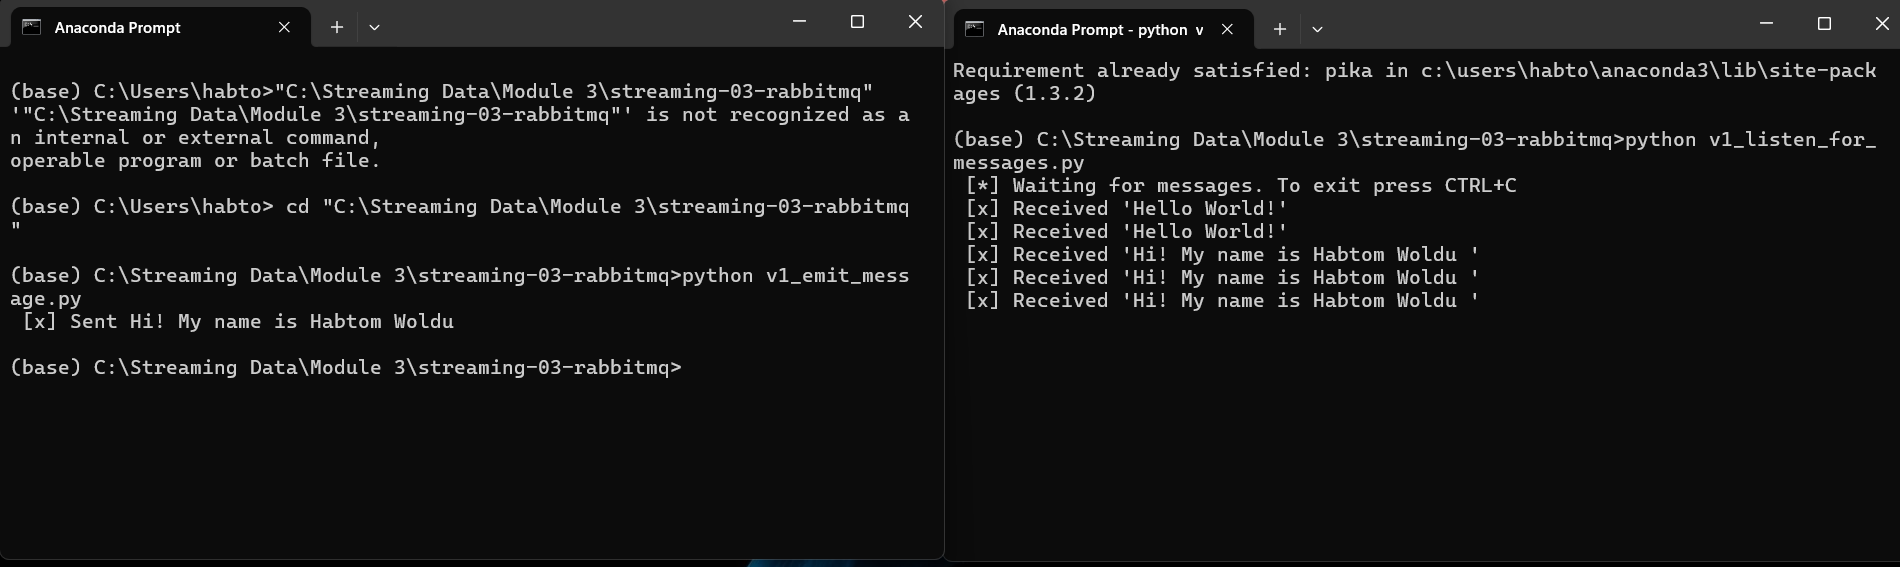 Anaconda Prompt
(base) C:\Users\habto>"C:\Streaming Data\Module 3\streaming-03-rabbitmq"
'"C:\Streaming Data\Module 3\streaming-03-rabbitmq"' is not recognized as a
n internal or external command,
operable program or batch file.
(base) C:\Users\habto> cd "C:\Streaming Data\Module 3\streaming-03-rabbitmq
"
(base) C:\Streaming Data\Module 3\streaming-03-rabbitmq>python v1_emit_mess
age.py
[x] Sent Hi! My name is Habtom Woldu
(base) C:\Streaming Data\Module 3\streaming-03-rabbitmq>
Anaconda Prompt - python v
Requirement already satisfied: pika in c:\users\habto\anaconda3\lib\site-pack
ages (1.3.2)
(base) C:\Streaming Data\Module 3\streaming-03-rabbitmq>python v1_listen_for_
messages.py
[*] Waiting for messages. To exit press CTRL+C
[x] Received 'Hello World!'
[x] Received 'Hello World!'
[x] Received 'Hi! My name is Habtom Woldu '
[x] Received 'Hi! My name is Habtom Woldu '
[x] Received 'Hi! My name is Habtom Woldu '